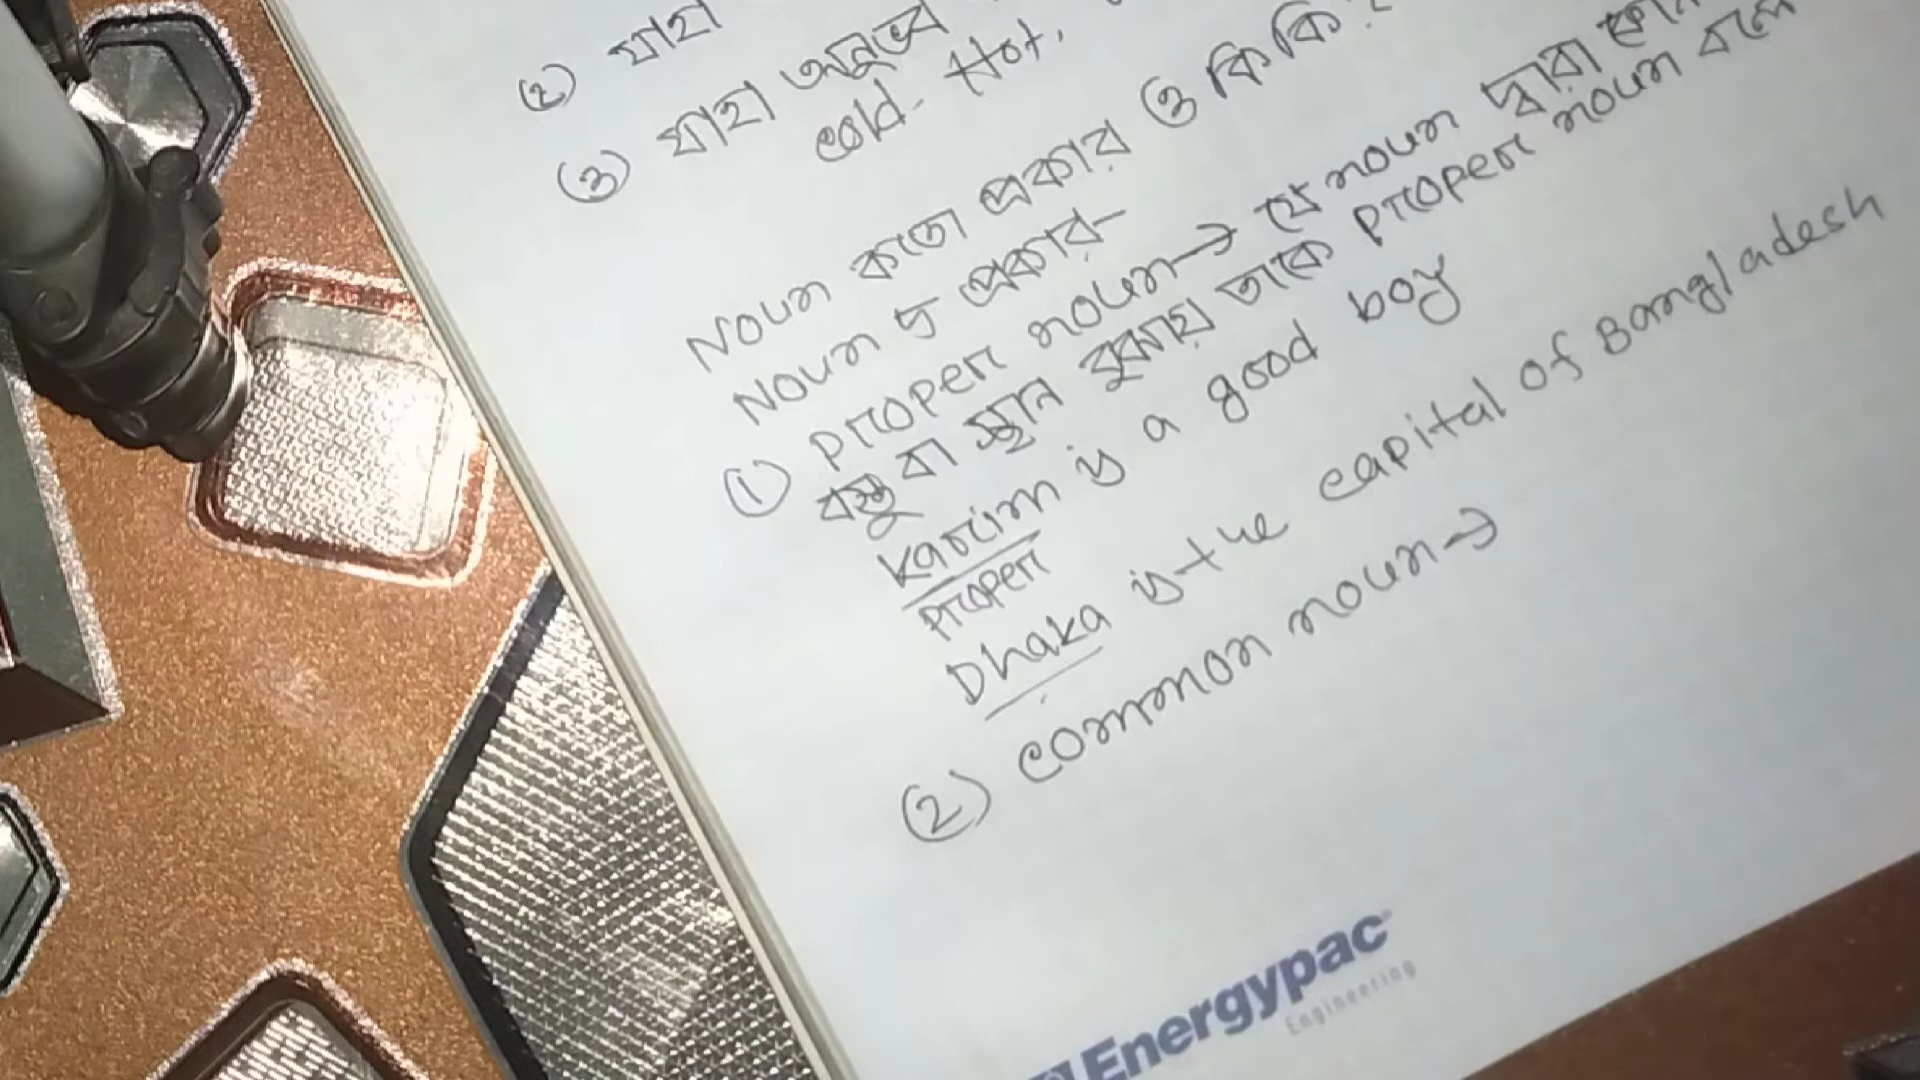 (২) যাহা
(৩) যাহা অনুভব
cold- Hot,
Noun কতো প্রকার ও কি কি?
Noun ৫ প্রকার-
(১) proper noun→ যে noun দ্বারা কোন
বস্তু বা স্থান বুঝায় তাকে proper noun বলে
Karim is a good boy
proper
Dhaka is the capital of Bangladesh
(2) common noun→
Energypac
Engineering